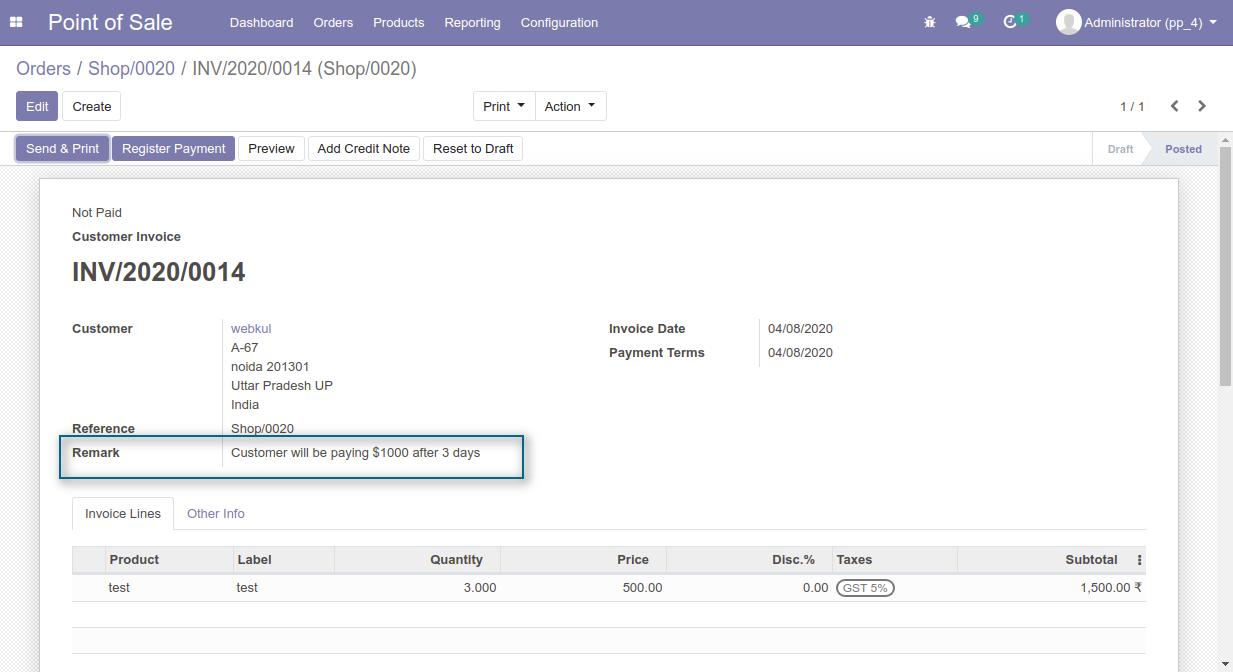 Point of Sale Dashboard Orders Products Reporting Configuration 9 1 Administrator (pp_4)
Orders / Shop/0020 / INV/2020/0014 (Shop/0020)
Edit Create Print Action 1 / 1
Send & Print Register Payment Preview Add Credit Note Reset to Draft Draft Posted
Not Paid
Customer Invoice
INV/2020/0014
Customer webkul Invoice Date 04/08/2020
A-67
Payment Terms 04/08/2020
noida 201301
Uttar Pradesh UP
India
Reference Shop/0020
Remark Customer will be paying $1000 after 3 days
Invoice Lines Other Info
Product Label Quantity Price Disc.% Taxes Subtotal
test test 3.000 500.00 0.00 GST 5% 1,500.00 ₹